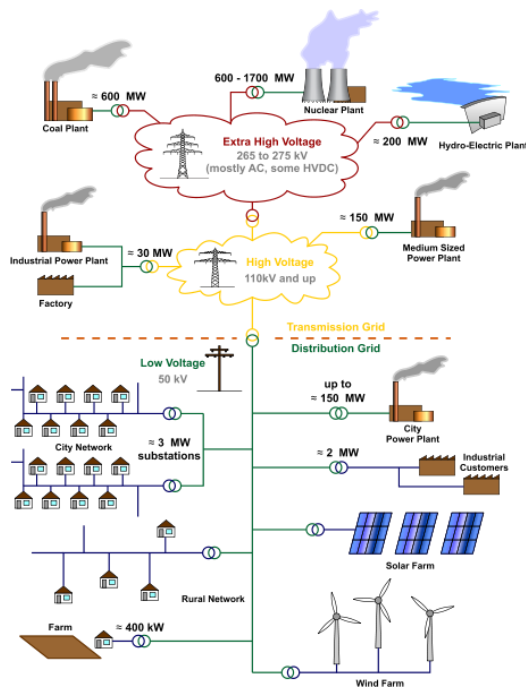 600 - 1700 MW
≈ 600 MW
Coal Plant
Nuclear Plant
Extra High Voltage
265 to 275 kV
(mostly AC, some HVDC)
≈ 200 MW
Hydro-Electric Plant
≈ 150 MW
Medium Sized
Power Plant
Industrial Power Plant
≈ 30 MW
Factory
High Voltage
110kV and up
Transmission Grid
Distribution Grid
Low Voltage
50 kV
up to
≈ 150 MW
City
Power Plant
City Network
≈ 3 MW
substations
≈ 2 MW
Industrial
Customers
Solar Farm
Rural Network
Farm
≈ 400 kW
Wind Farm